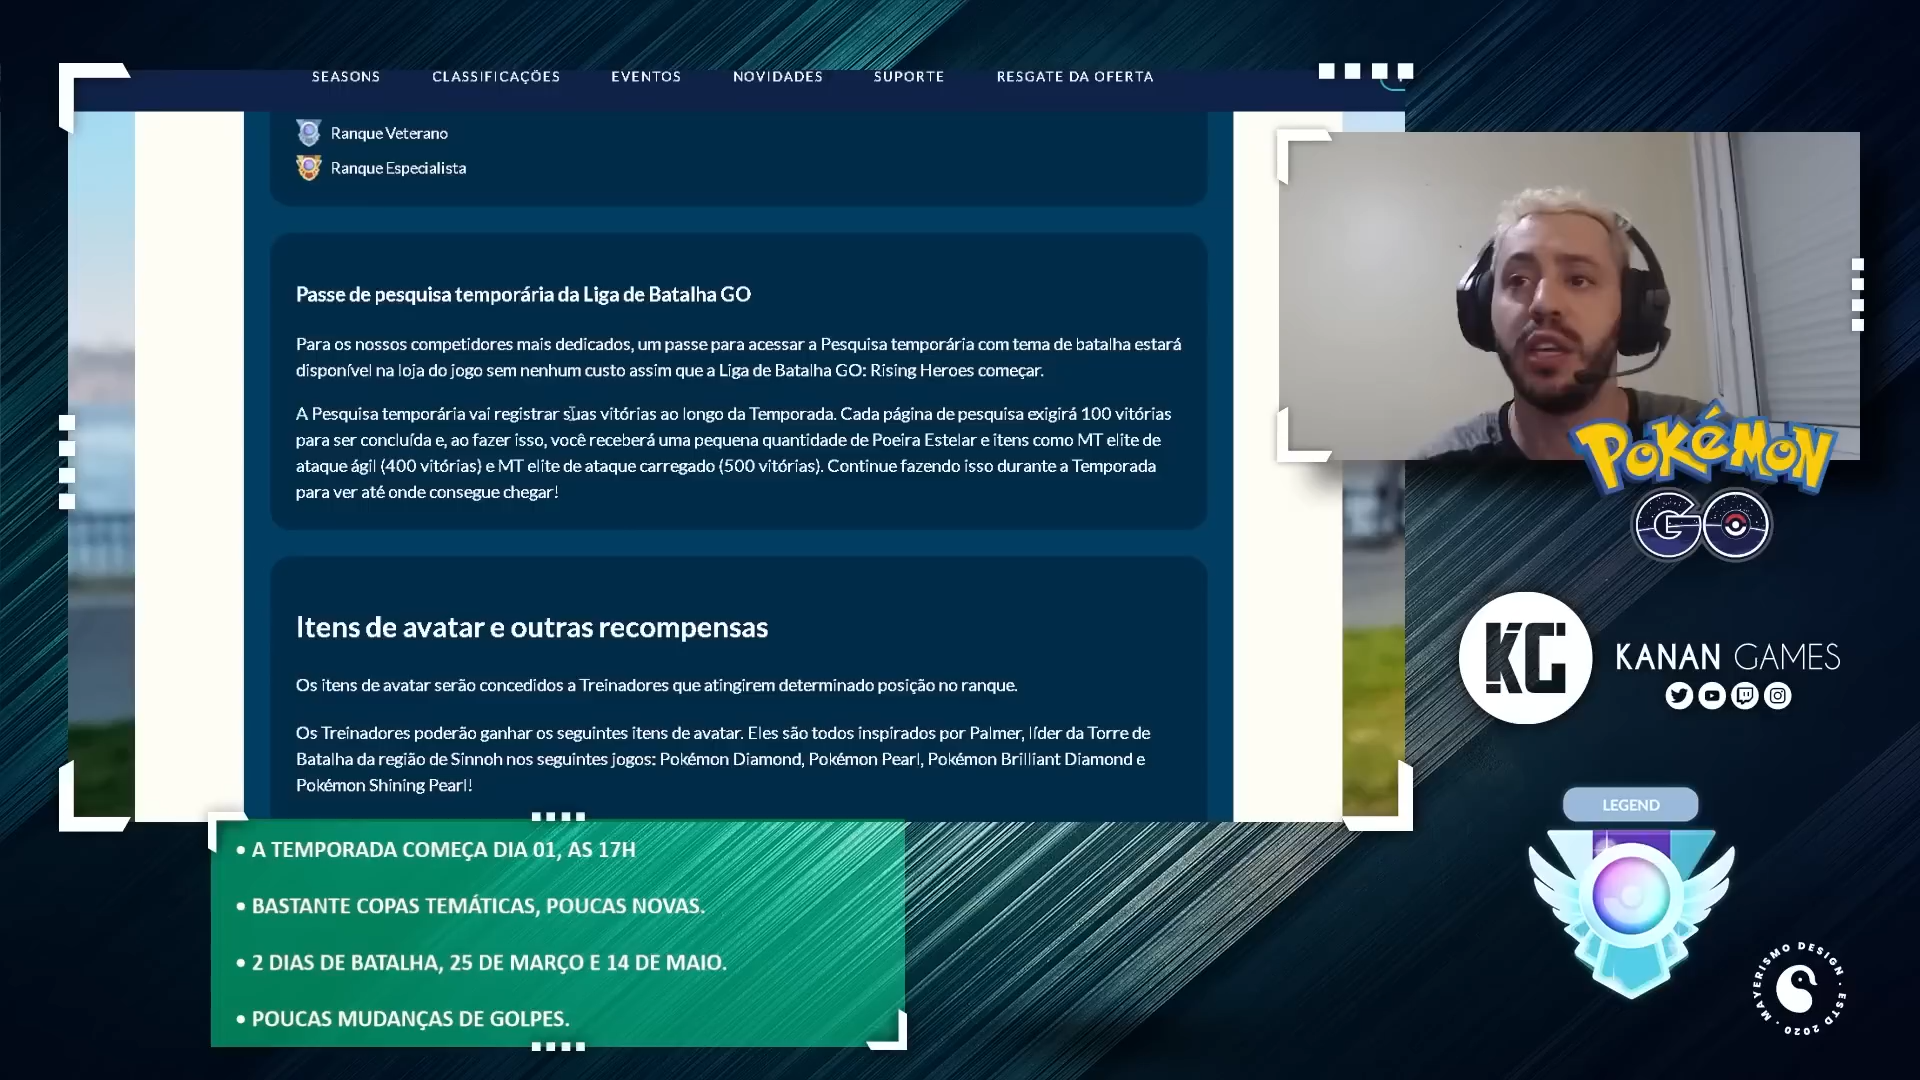 SEASONS CLASSIFICAÇÕES EVENTOS NOVIDADES SUPORTE RESGATE DA OFERTA
Ranque Veterano
Ranque Especialista
Passe de pesquisa temporária da Liga de Batalha GO
Para os nossos competidores mais dedicados, um passe para acessar a Pesquisa temporária com tema de batalha estará
disponível na loja do jogo sem nenhum custo assim que a Liga de Batalha GO: Rising Heroes começar.
A Pesquisa temporária vai registrar suas vitórias ao longo da Temporada. Cada página de pesquisa exigirá 100 vitórias
para ser concluída e, ao fazer isso, você receberá uma pequena quantidade de Poeira Estelar e itens como MT elite de
ataque ágil (400 vitórias) e MT elite de ataque carregado (500 vitórias). Continue fazendo isso durante a Temporada
para ver até onde consegue chegar!
Itens de avatar e outras recompensas
Os itens de avatar serão concedidos a Treinadores que atingirem determinado posição no ranque.
Os Treinadores poderão ganhar os seguintes itens de avatar. Eles são todos inspirados por Palmer, líder da Torre de
Batalha da região de Sinnoh nos seguintes jogos: Pokémon Diamond, Pokémon Pearl, Pokémon Brilliant Diamond e
Pokémon Shining Pearl!
• A TEMPORADA COMEÇA DIA 01, AS 17H
• BASTANTE COPAS TEMÁTICAS, POUCAS NOVAS.
• 2 DIAS DE BATALHA, 25 DE MARÇO E 14 DE MAIO.
• POUCAS MUDANÇAS DE GOLPES.
POKéMON
GO
KG
KANAN GAMES
LEGEND
MAYERISMO DESIGN · ESTD 2020 ·